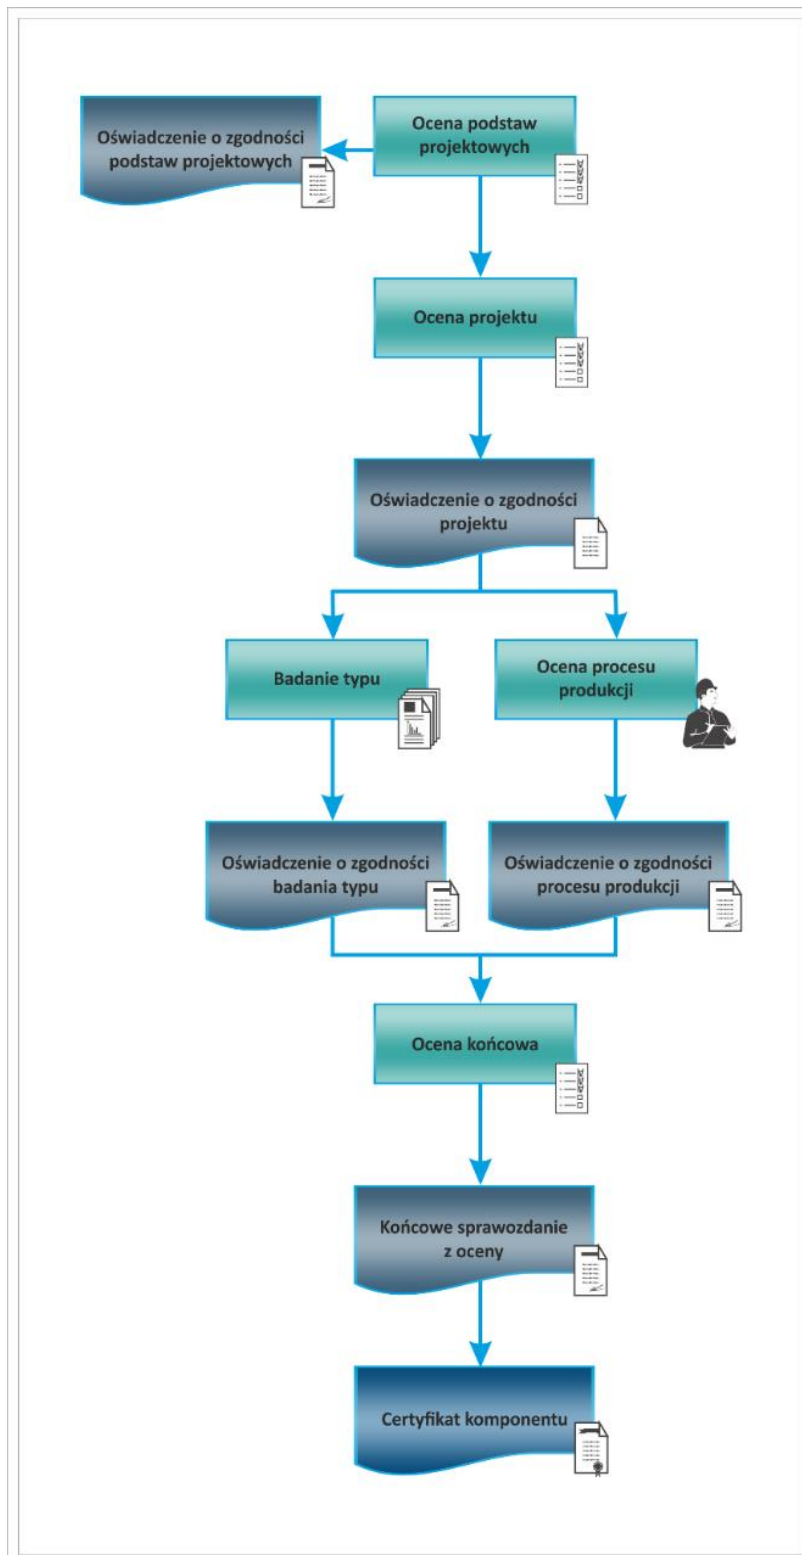 Oświadczenie o zgodności
podstaw projektowych
Ocena podstaw
projektowych
Ocena projektu
Oświadczenie o zgodności
projektu
Badanie typu
Ocena procesu
produkcji
Oświadczenie o zgodności
badania typu
Oświadczenie o zgodności
procesu produkcji
Ocena końcowa
Końcowe sprawozdanie
z oceny
Certyfikat komponentu